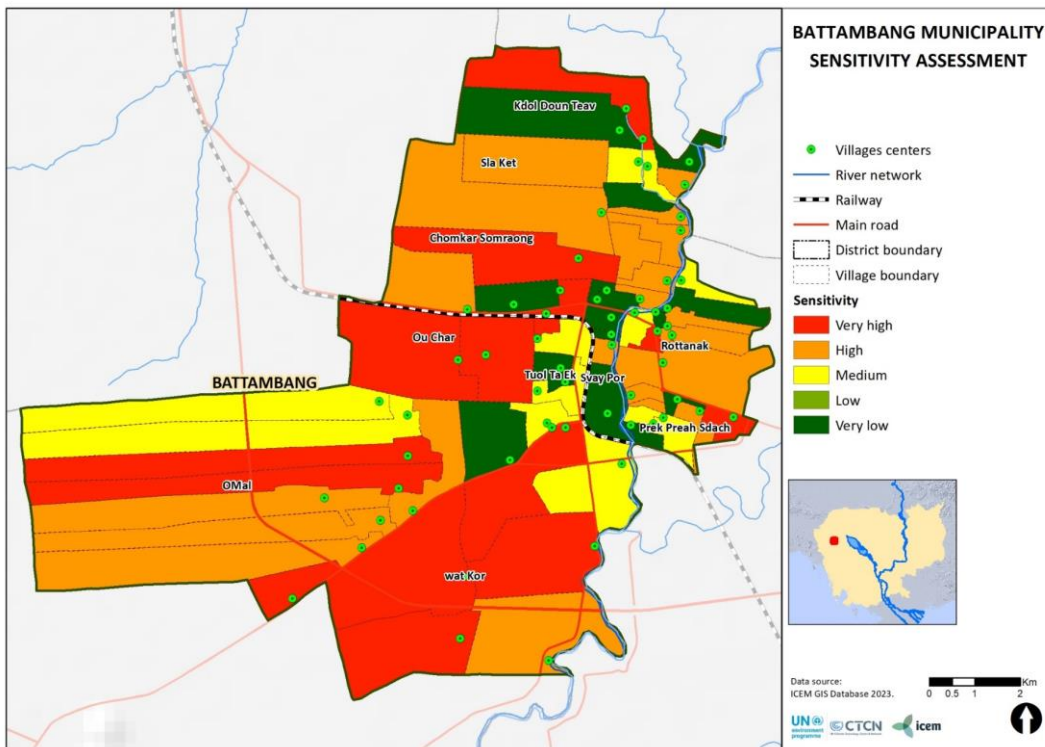 BATTAMBANG MUNICIPALITY
SENSITIVITY ASSESSMENT
Villages centers
River network
Railway
Main road
District boundary
Village boundary
Sensitivity
Very high
High
Medium
Low
Very low
Kdol Doun Teav
Sla Ket
Chomkar Somraong
Ou Char
Rottanak
Tuol Ta Ek
Svay Por
BATTAMBANG
Prek Preah Sdach
OMal
wat Kor
Data source:
ICEM GIS Database 2023.
Km
0 0.5 1 2
UN
environment
programme
CTCN
icem